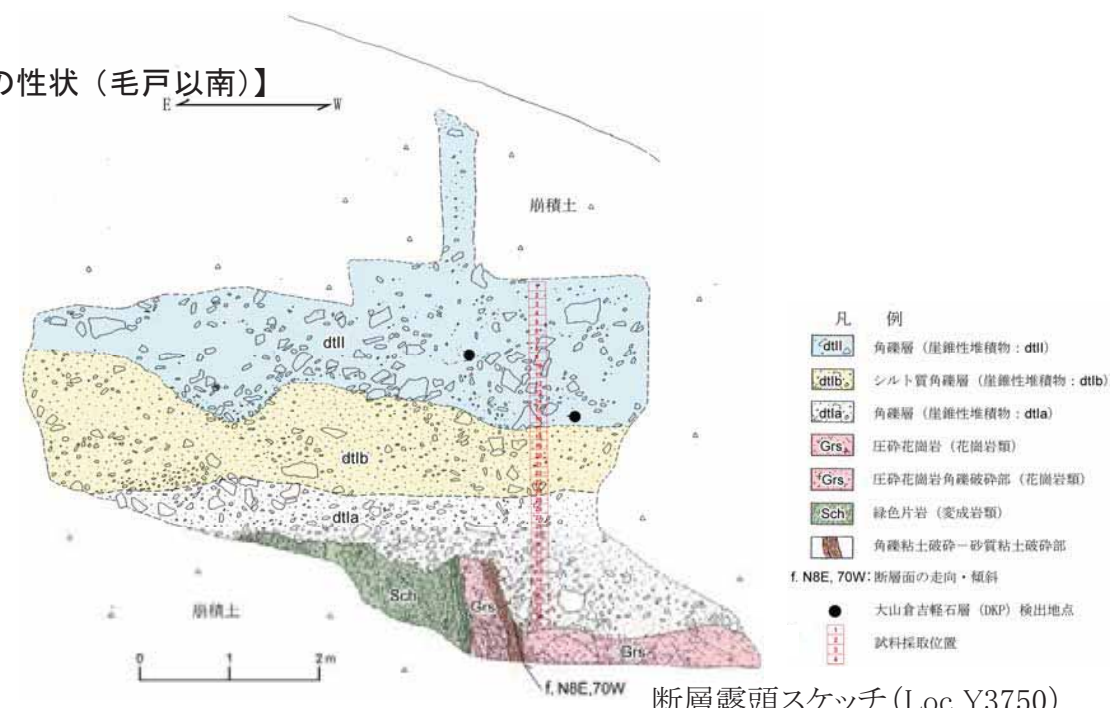 の性状（毛戸以南）】
E W
崩積土
dtII
dtIb
dtIa
Sch
Grs
Grs
崩積土
0 1 2m
f. N8E,70W
凡 例
dtII 角礫層（崖錐性堆積物：dtII）
dtIb シルト質角礫層（崖錐性堆積物：dtIb）
dtIa 角礫層（崖錐性堆積物：dtIa）
Grs 圧砕花崗岩（花崗岩類）
Grs 圧砕花崗岩角礫破砕部（花崗岩類）
Sch 緑色片岩（変成岩類）
角礫粘土破砕－砂質粘土破砕部
f. N8E, 70W：断層面の走向・傾斜
大山倉吉軽石層（DKP）検出地点
1
2
3
4
試料採取位置
断層露頭スケッチ（Loc.Y3750）